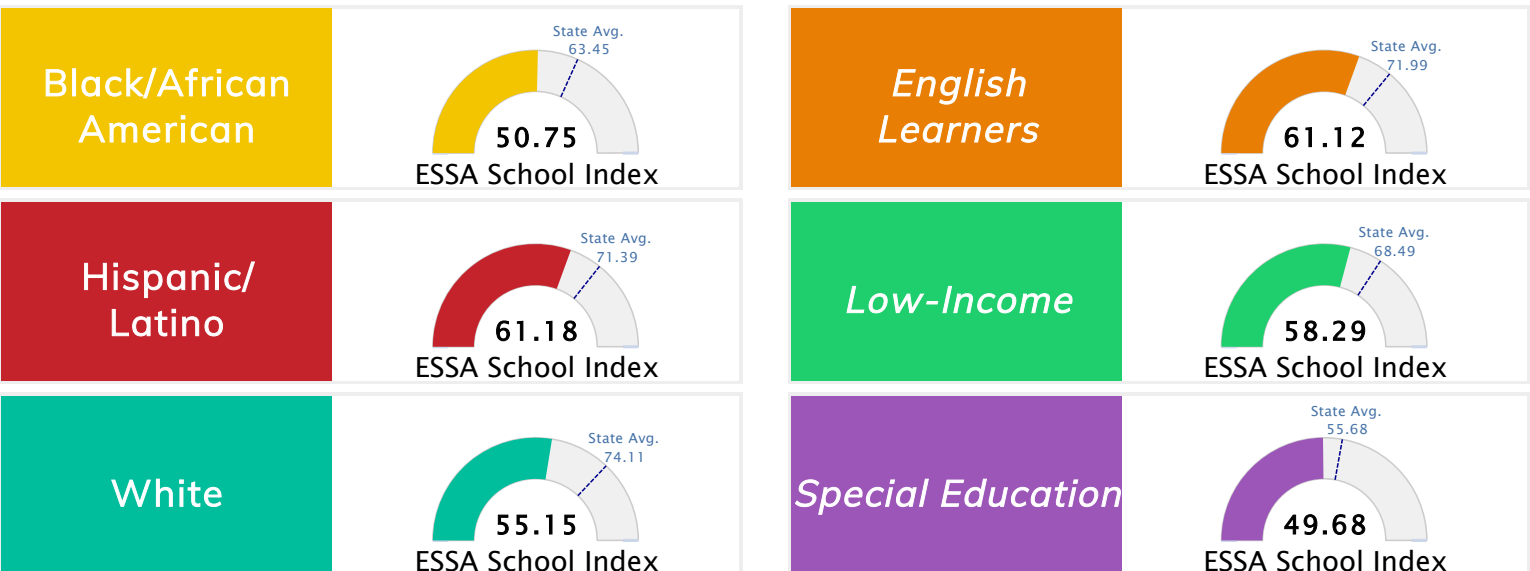 Black/African
American
State Avg.
63.45
50.75
ESSA School Index
English
Learners
State Avg.
71.99
61.12
ESSA School Index
Hispanic/
Latino
State Avg.
71.39
61.18
ESSA School Index
Low-Income
State Avg.
68.49
58.29
ESSA School Index
White
State Avg.
74.11
55.15
ESSA School Index
Special Education
State Avg.
55.68
49.68
ESSA School Index